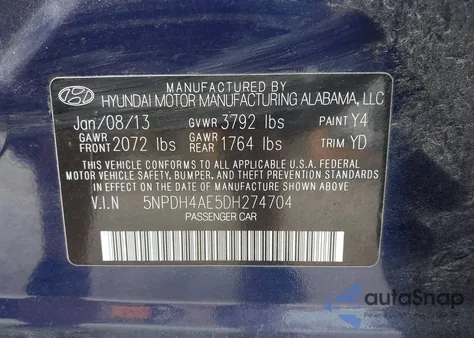 MANUFACTURED BY
HYUNDAI MOTOR MANUFACTURING ALABAMA, LLC
Jan/08/13 GVWR 3792 lbs PAINT Y4
GAWR FRONT 2072 lbs GAWR REAR 1764 lbs TRIM YD
THIS VEHICLE CONFORMS TO ALL APPLICABLE U.S.A. FEDERAL
MOTOR VEHICLE SAFETY, BUMPER, AND THEFT PREVENTION
STANDARDS IN EFFECT ON THE DATE OF MANUFACTURE SHOWN ABOVE.
V.I.N 5NPDH4AE5DH274704
PASSENGER CAR
autoSnap